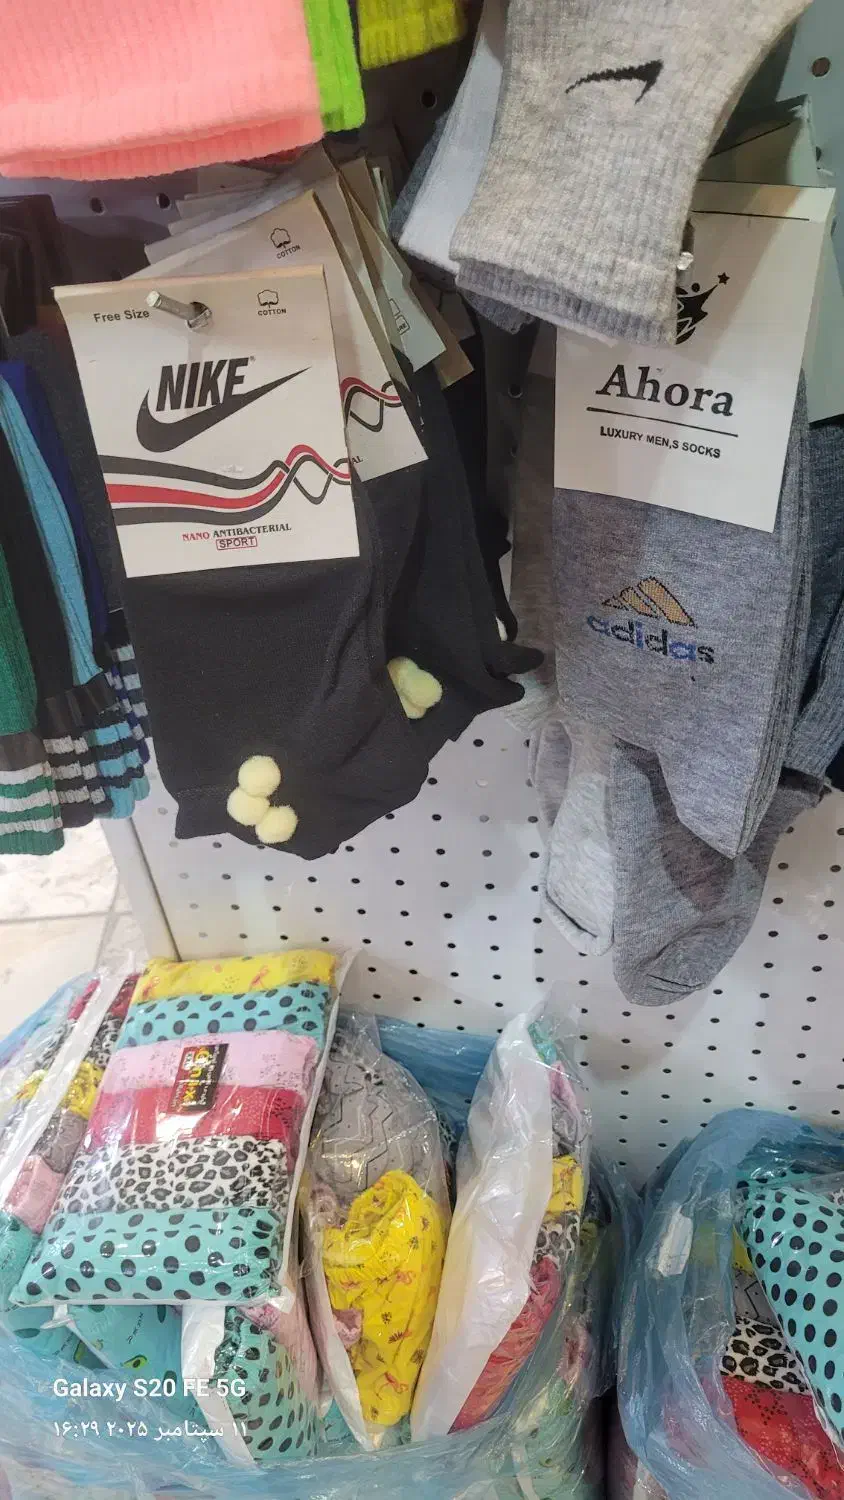 COTTON
Free Size
COTTON
NIKE
AL
NANO ANTIBACTERIAL
SPORT
Ahora
LUXURY MEN,S SOCKS
adidas
Galaxy S20 FE 5G
۱۱ سپتامبر ۲۰۲۵ ۱۶:۲۹